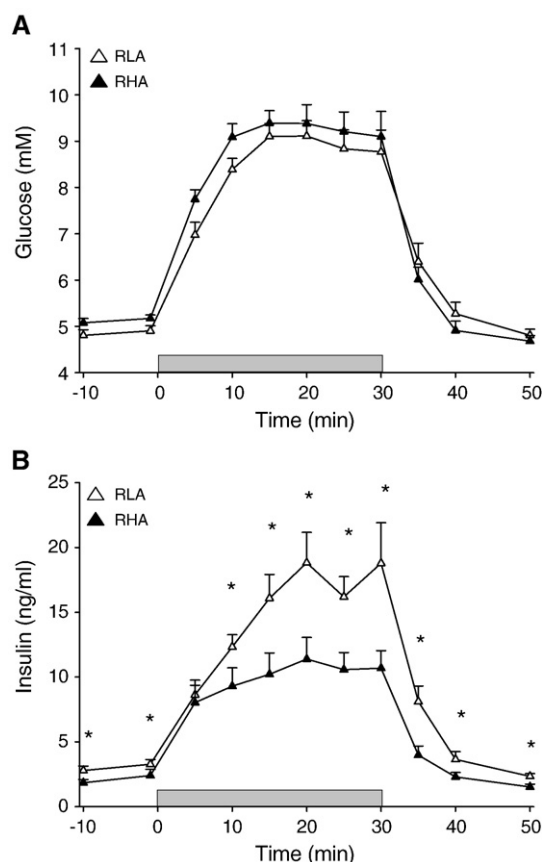 A
RLA
RHA
11
10
9
8
7
6
5
4
Glucose (mM)
-10 0 10 20 30 40 50
Time (min)
B
RLA
RHA
25
20
15
10
5
0
Insulin (ng/ml)
* * * * * * * * * *
-10 0 10 20 30 40 50
Time (min)